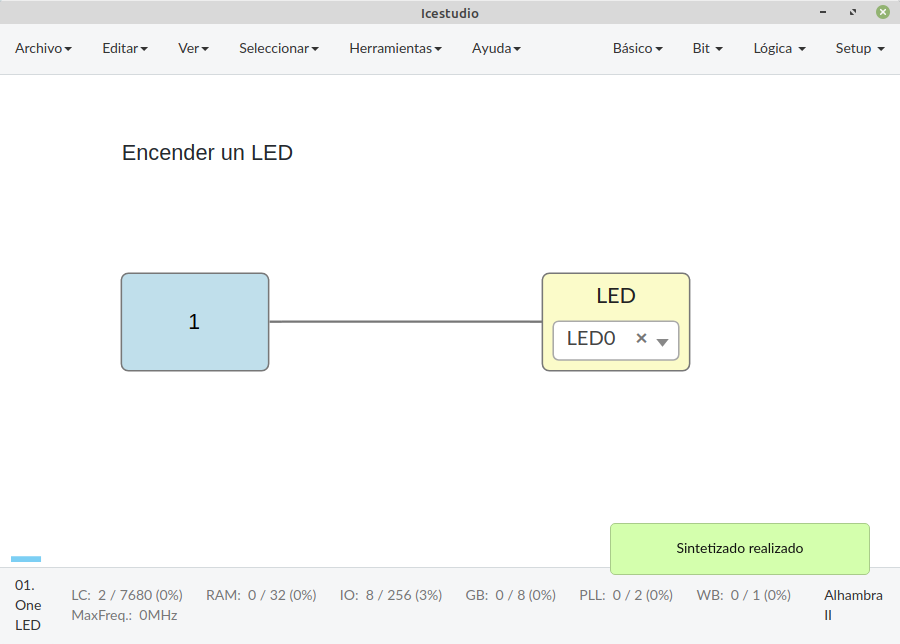 Icestudio
Archivo Editar Ver Seleccionar Herramientas Ayuda Básico Bit Lógica Setup
Encender un LED
1
LED
LED0
Sintetizado realizado
01.
One
LED
LC: 2 / 7680 (0%) RAM: 0 / 32 (0%) IO: 8 / 256 (3%) GB: 0 / 8 (0%) PLL: 0 / 2 (0%) WB: 0 / 1 (0%)
MaxFreq.: 0MHz
Alhambra
II